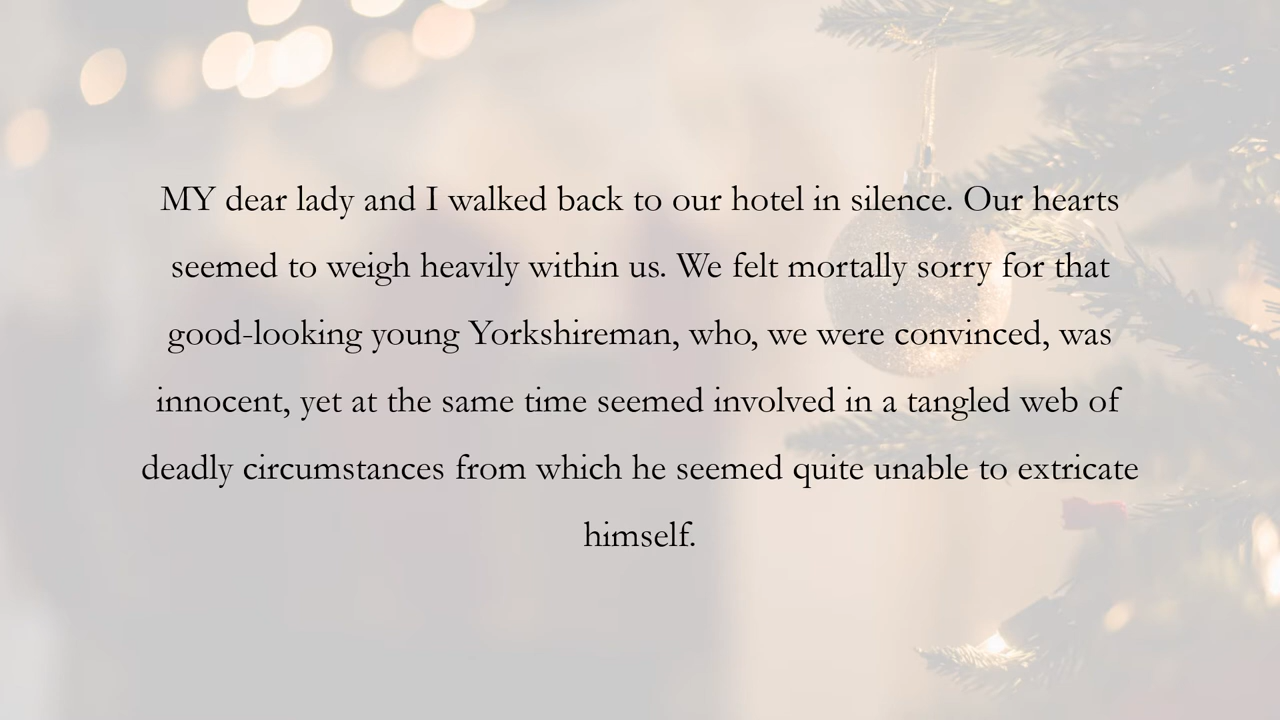 MY dear lady and I walked back to our hotel in silence. Our hearts
seemed to weigh heavily within us. We felt mortally sorry for that
good-looking young Yorkshireman, who, we were convinced, was
innocent, yet at the same time seemed involved in a tangled web of
deadly circumstances from which he seemed quite unable to extricate
himself.